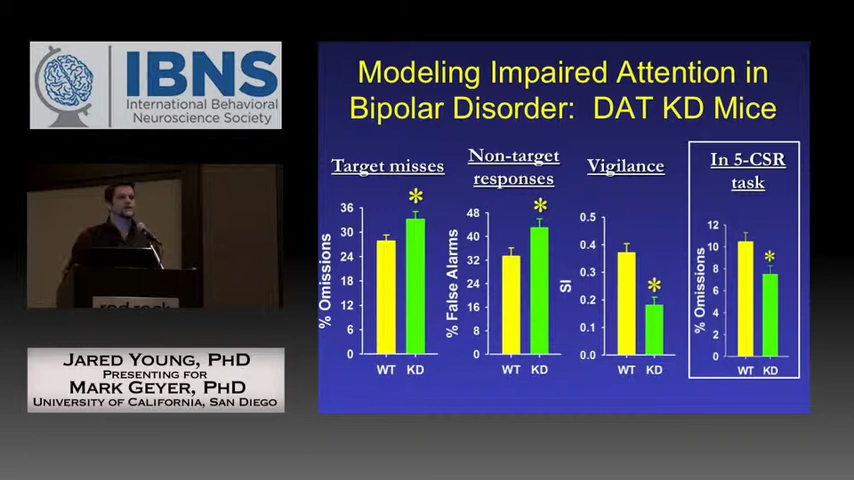 IBNS
International Behavioral
Neuroscience Society
red rock
JARED YOUNG, PHD
PRESENTING FOR
MARK GEYER, PHD
UNIVERSITY OF CALIFORNIA, SAN DIEGO
Modeling Impaired Attention in
Bipolar Disorder: DAT KD Mice
Target misses
% Omissions
36
30
24
18
12
6
0
WT KD
*
Non-target
responses
% False Alarms
48
40
32
24
16
8
0
WT KD
*
Vigilance
SI
0.5
0.4
0.3
0.2
0.1
0.0
WT KD
*
In 5-CSR
task
% Omissions
12
10
8
6
4
2
0
WT KD
*